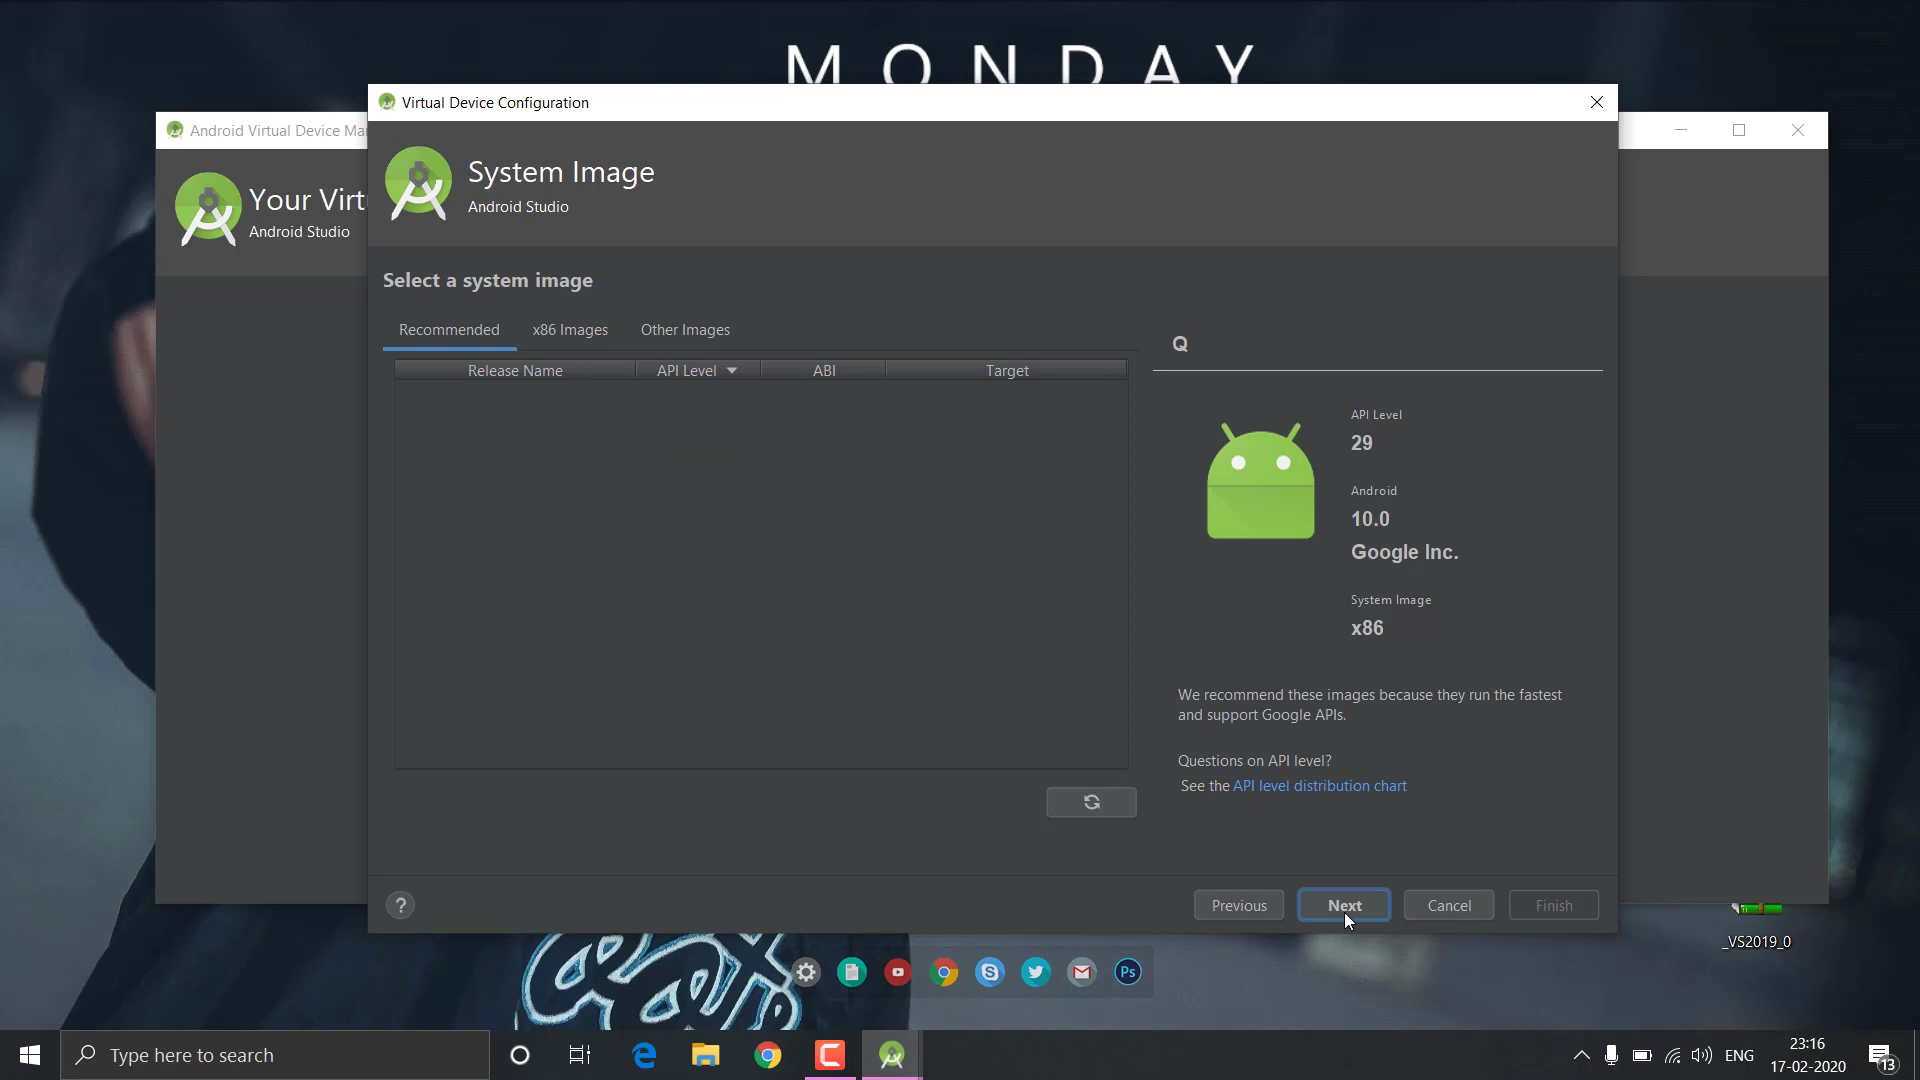 MONDAY
Virtual Device Configuration
Android Virtual Device Ma
System Image
Android Studio
Your Virt
Android Studio
Select a system image
Recommended
x86 Images
Other Images
Q
Release Name
API Level
ABI
Target
API Level
29
Android
10.0
Google Inc.
System Image
x86
We recommend these images because they run the fastest
and support Google APIs.
Questions on API level?
See the API level distribution chart
?
Previous
Next
Cancel
Finish
_VS2019_0
Ps
Type here to search
ENG
23:16
17-02-2020
13